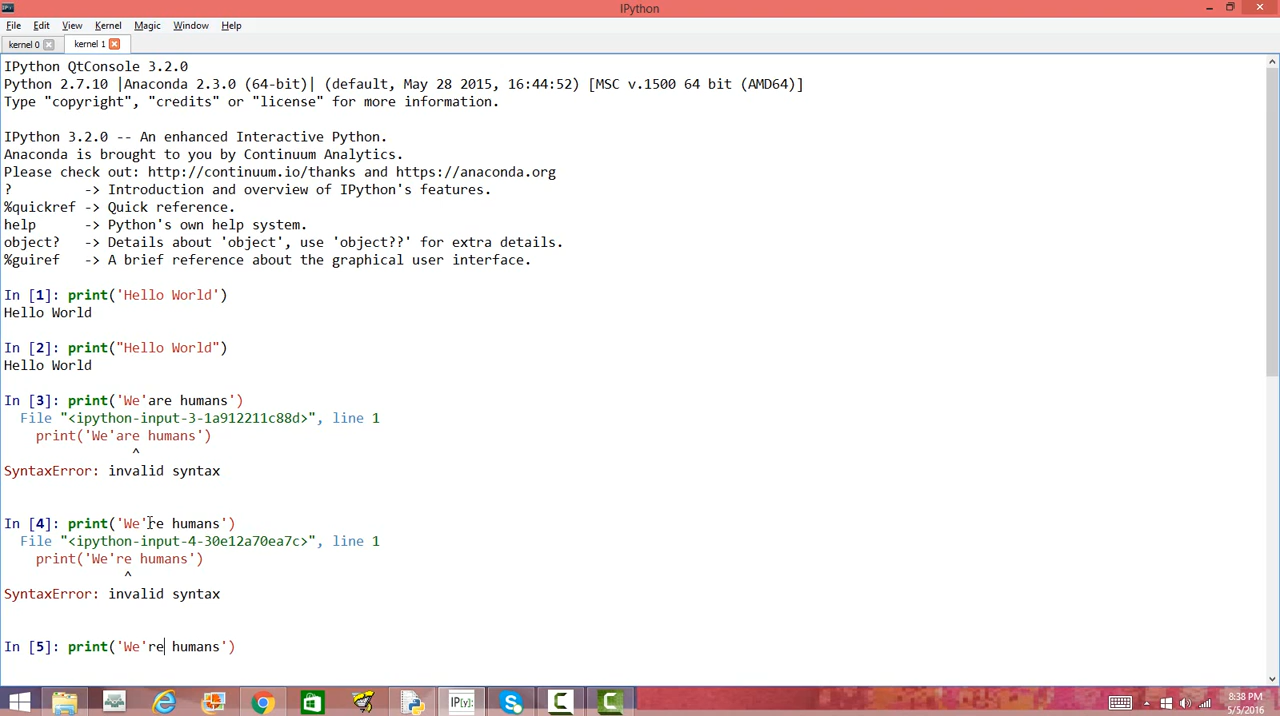 IPython
File Edit View Kernel Magic Window Help
kernel 0 kernel 1
IPython QtConsole 3.2.0
Python 2.7.10 |Anaconda 2.3.0 (64-bit)| (default, May 28 2015, 16:44:52) [MSC v.1500 64 bit (AMD64)]
Type "copyright", "credits" or "license" for more information.
IPython 3.2.0 -- An enhanced Interactive Python.
Anaconda is brought to you by Continuum Analytics.
Please check out: http://continuum.io/thanks and https://anaconda.org
? -> Introduction and overview of IPython's features.
%quickref -> Quick reference.
help -> Python's own help system.
object? -> Details about 'object', use 'object??' for extra details.
%guiref -> A brief reference about the graphical user interface.
In [1]: print('Hello World')
Hello World
In [2]: print("Hello World")
Hello World
In [3]: print('We'are humans')
File "<ipython-input-3-1a912211c88d>", line 1
print('We'are humans')
^
SyntaxError: invalid syntax
In [4]: print('We're humans')
File "<ipython-input-4-30e12a70ea7c>", line 1
print('We're humans')
^
SyntaxError: invalid syntax
In [5]: print('We're humans')
IP[y]:
8:38 PM
5/5/2016